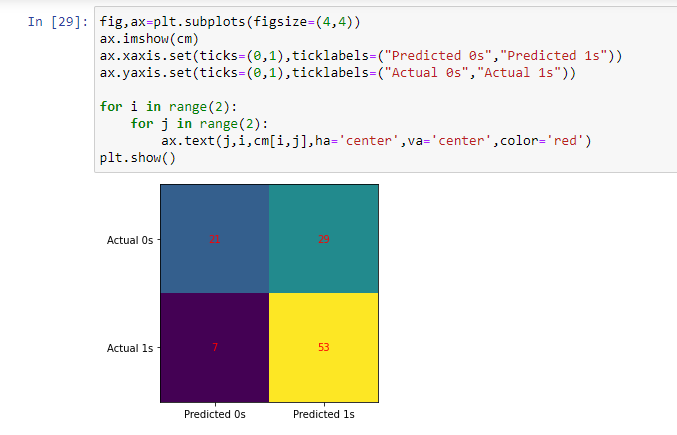 In [29]: fig,ax=plt.subplots(figsize=(4,4))
ax.imshow(cm)
ax.xaxis.set(ticks=(0,1),ticklabels=("Predicted 0s","Predicted 1s"))
ax.yaxis.set(ticks=(0,1),ticklabels=("Actual 0s","Actual 1s"))
for i in range(2):
for j in range(2):
ax.text(j,i,cm[i,j],ha='center',va='center',color='red')
plt.show()
Actual 0s 29
Actual 1s 7 53
Predicted 0s Predicted 1s